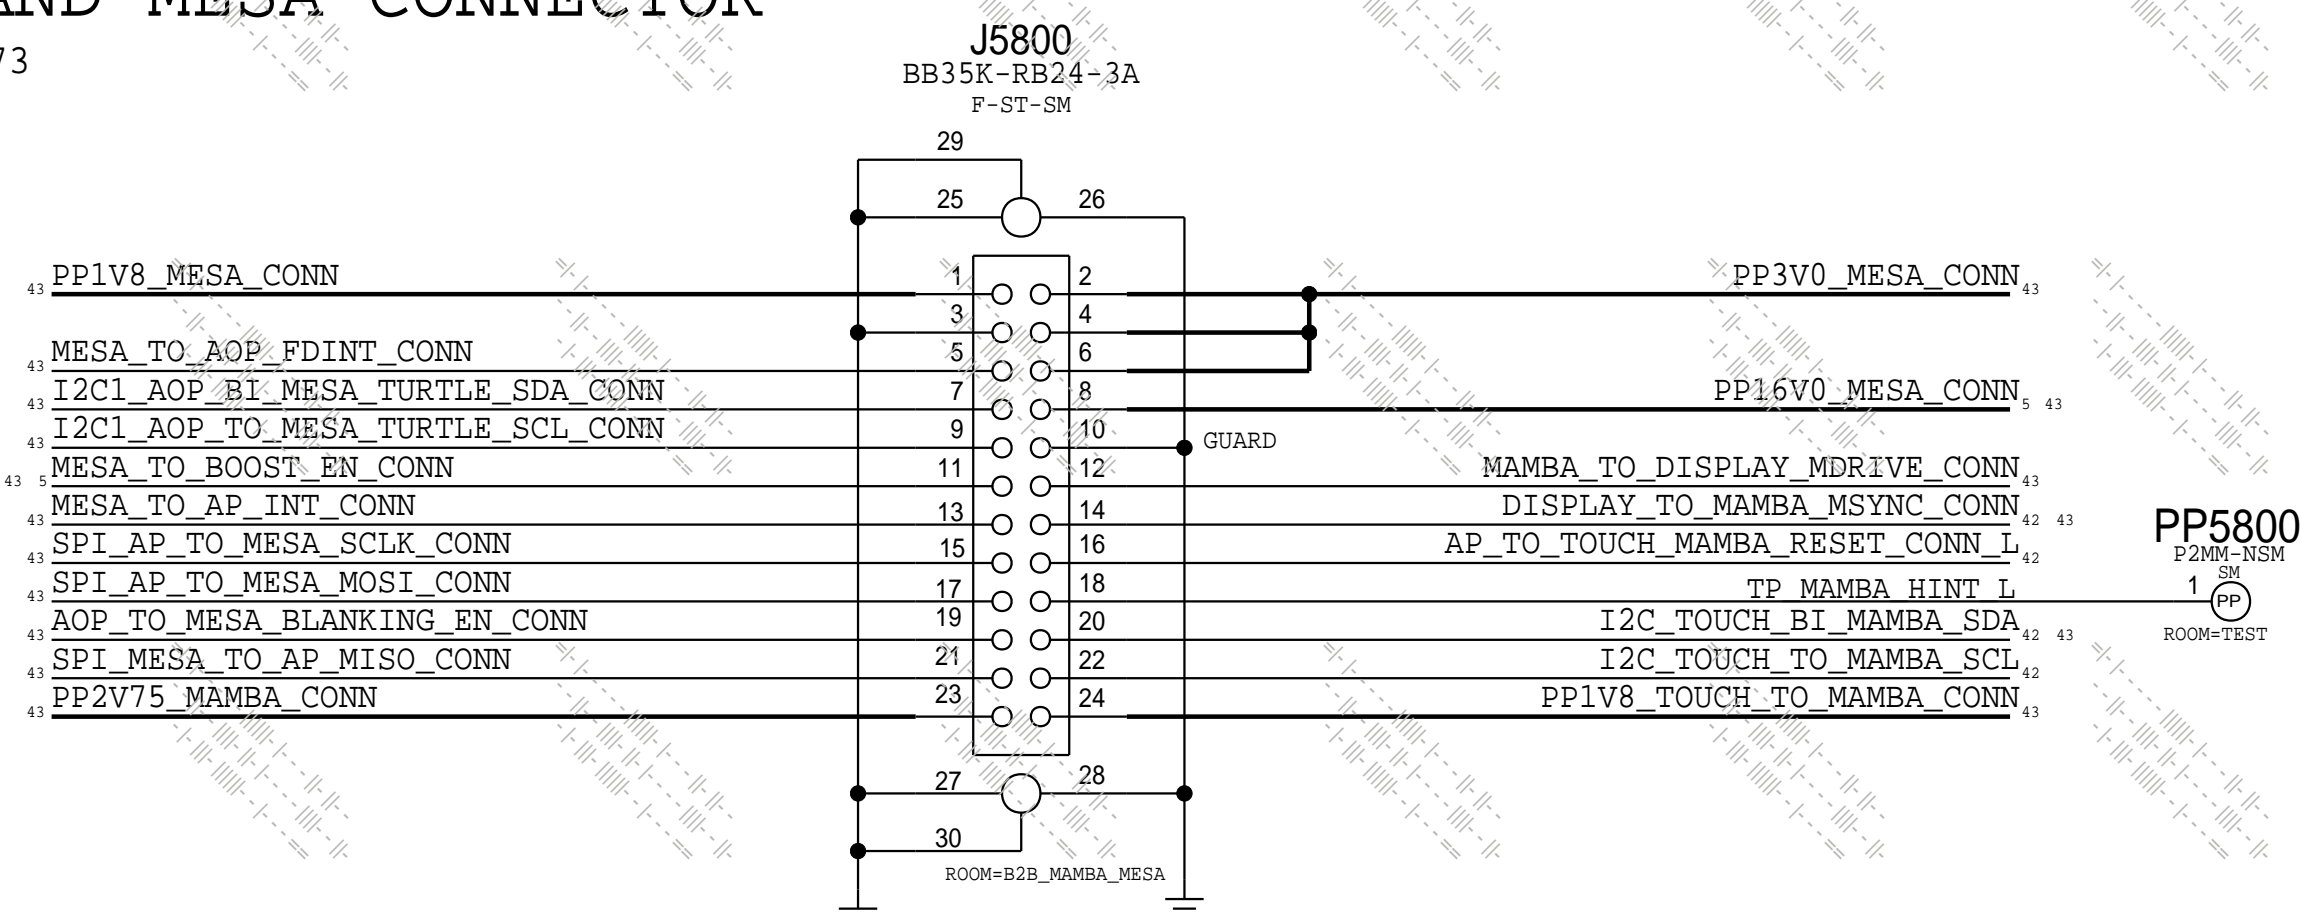 AND MESA CONNECTOR
73
J5800
BB35K-RB24-3A
F-ST-SM
29
25 26
43 PP1V8_MESA_CONN 1 2 PP3V0_MESA_CONN 43
3 4
43 MESA_TO_AOP_FDINT_CONN 5 6
43 I2C1_AOP_BI_MESA_TURTLE_SDA_CONN 7 8 PP16V0_MESA_CONN 5 43
43 I2C1_AOP_TO_MESA_TURTLE_SCL_CONN 9 10 GUARD
43 5 MESA_TO_BOOST_EN_CONN 11 12 MAMBA_TO_DISPLAY_MDRIVE_CONN 43
43 MESA_TO_AP_INT_CONN 13 14 DISPLAY_TO_MAMBA_MSYNC_CONN 42 43
43 SPI_AP_TO_MESA_SCLK_CONN 15 16 AP_TO_TOUCH_MAMBA_RESET_CONN_L 42
43 SPI_AP_TO_MESA_MOSI_CONN 17 18 TP_MAMBA_HINT_L
43 AOP_TO_MESA_BLANKING_EN_CONN 19 20 I2C_TOUCH_BI_MAMBA_SDA 42 43
43 SPI_MESA_TO_AP_MISO_CONN 21 22 I2C_TOUCH_TO_MAMBA_SCL 42
43 PP2V75_MAMBA_CONN 23 24 PP1V8_TOUCH_TO_MAMBA_CONN 43
27 28
30
ROOM=B2B_MAMBA_MESA
PP5800
P2MM-NSM
SM
1 PP
ROOM=TEST